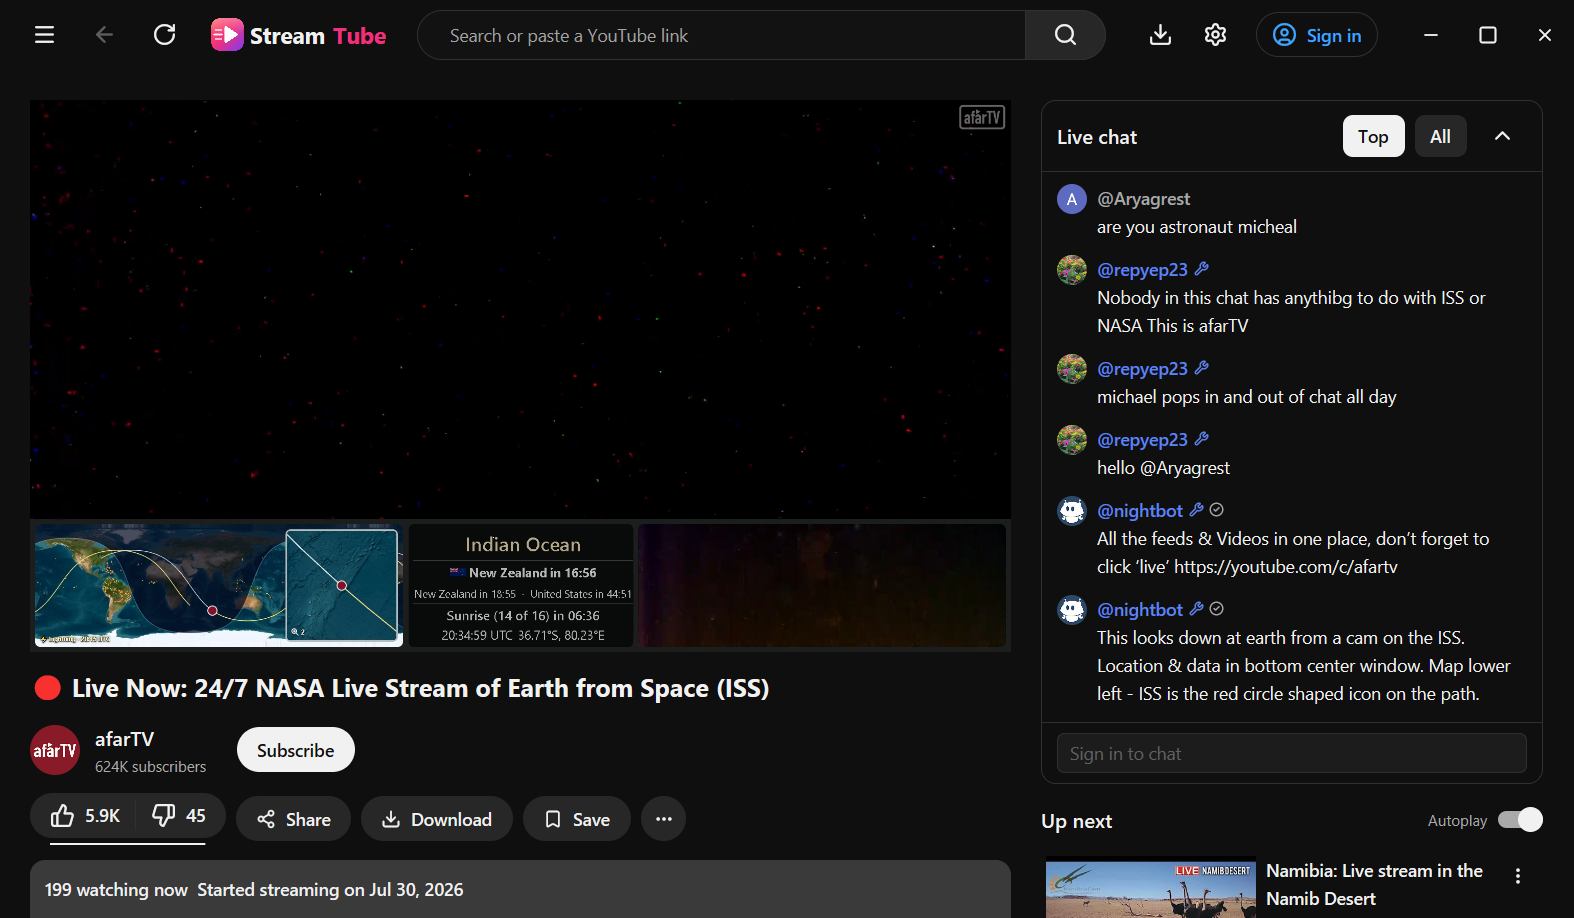 Stream Tube
Search or paste a YouTube link
Sign in
afarTV
Live chat
Top
All
A
@Aryagrest
are you astronaut micheal
@repyep23
Nobody in this chat has anythibg to do with ISS or
NASA This is afarTV
@repyep23
michael pops in and out of chat all day
@repyep23
hello @Aryagrest
@nightbot
All the feeds & Videos in one place, don’t forget to
click ‘live’ https://youtube.com/c/afartv
@nightbot
This looks down at earth from a cam on the ISS.
Location & data in bottom center window. Map lower
left - ISS is the red circle shaped icon on the path.
Sign in to chat
2
Indian Ocean
New Zealand in 16:56
New Zealand in 18:55 · United States in 44:51
Sunrise (14 of 16) in 06:36
20:34:59 UTC 36.71°S, 80.23°E
Live Now: 24/7 NASA Live Stream of Earth from Space (ISS)
afarTV
afarTV
624K subscribers
Subscribe
5.9K
45
Share
Download
Save
199 watching now Started streaming on Jul 30, 2026
Up next
Autoplay
LIVE NAMIBDESERT
Namibia: Live stream in the
Namib Desert